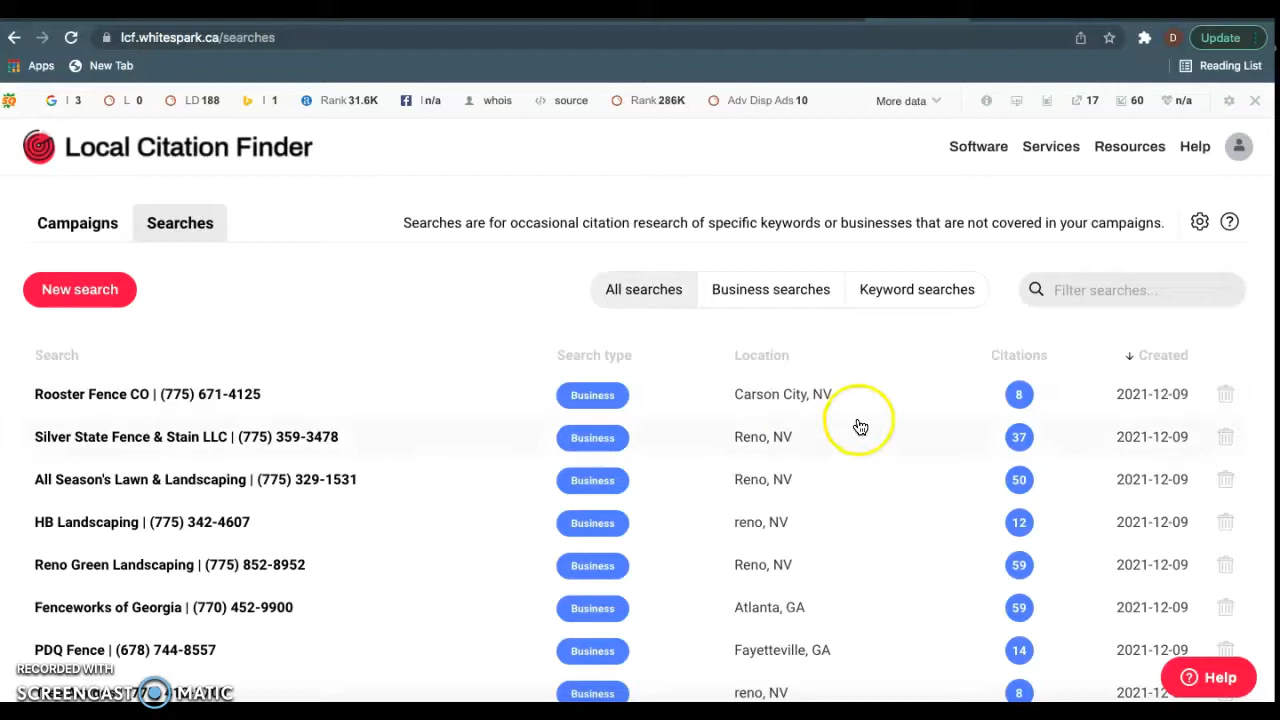 lcf.whitespark.ca/searches
Update
Apps New Tab Reading List
I 3 L 0 LD 188 I 1 Rank 31.6K I n/a whois source Rank 286K Adv Disp Ads 10 More data 17 60 n/a
Local Citation Finder Software Services Resources Help
Campaigns Searches Searches are for occasional citation research of specific keywords or businesses that are not covered in your campaigns.
New search All searches Business searches Keyword searches Filter searches...
Search Search type Location Citations Created
Rooster Fence CO | (775) 671-4125 Business Carson City, NV 8 2021-12-09
Silver State Fence & Stain LLC | (775) 359-3478 Business Reno, NV 37 2021-12-09
All Season's Lawn & Landscaping | (775) 329-1531 Business Reno, NV 50 2021-12-09
HB Landscaping | (775) 342-4607 Business reno, NV 12 2021-12-09
Reno Green Landscaping | (775) 852-8952 Business Reno, NV 59 2021-12-09
Fenceworks of Georgia | (770) 452-9900 Business Atlanta, GA 59 2021-12-09
PDQ Fence | (678) 744-8557 Business Fayetteville, GA 14 2021-12-09
Business reno, NV 8
Help
RECORDED WITH
SCREENCAST MATIC